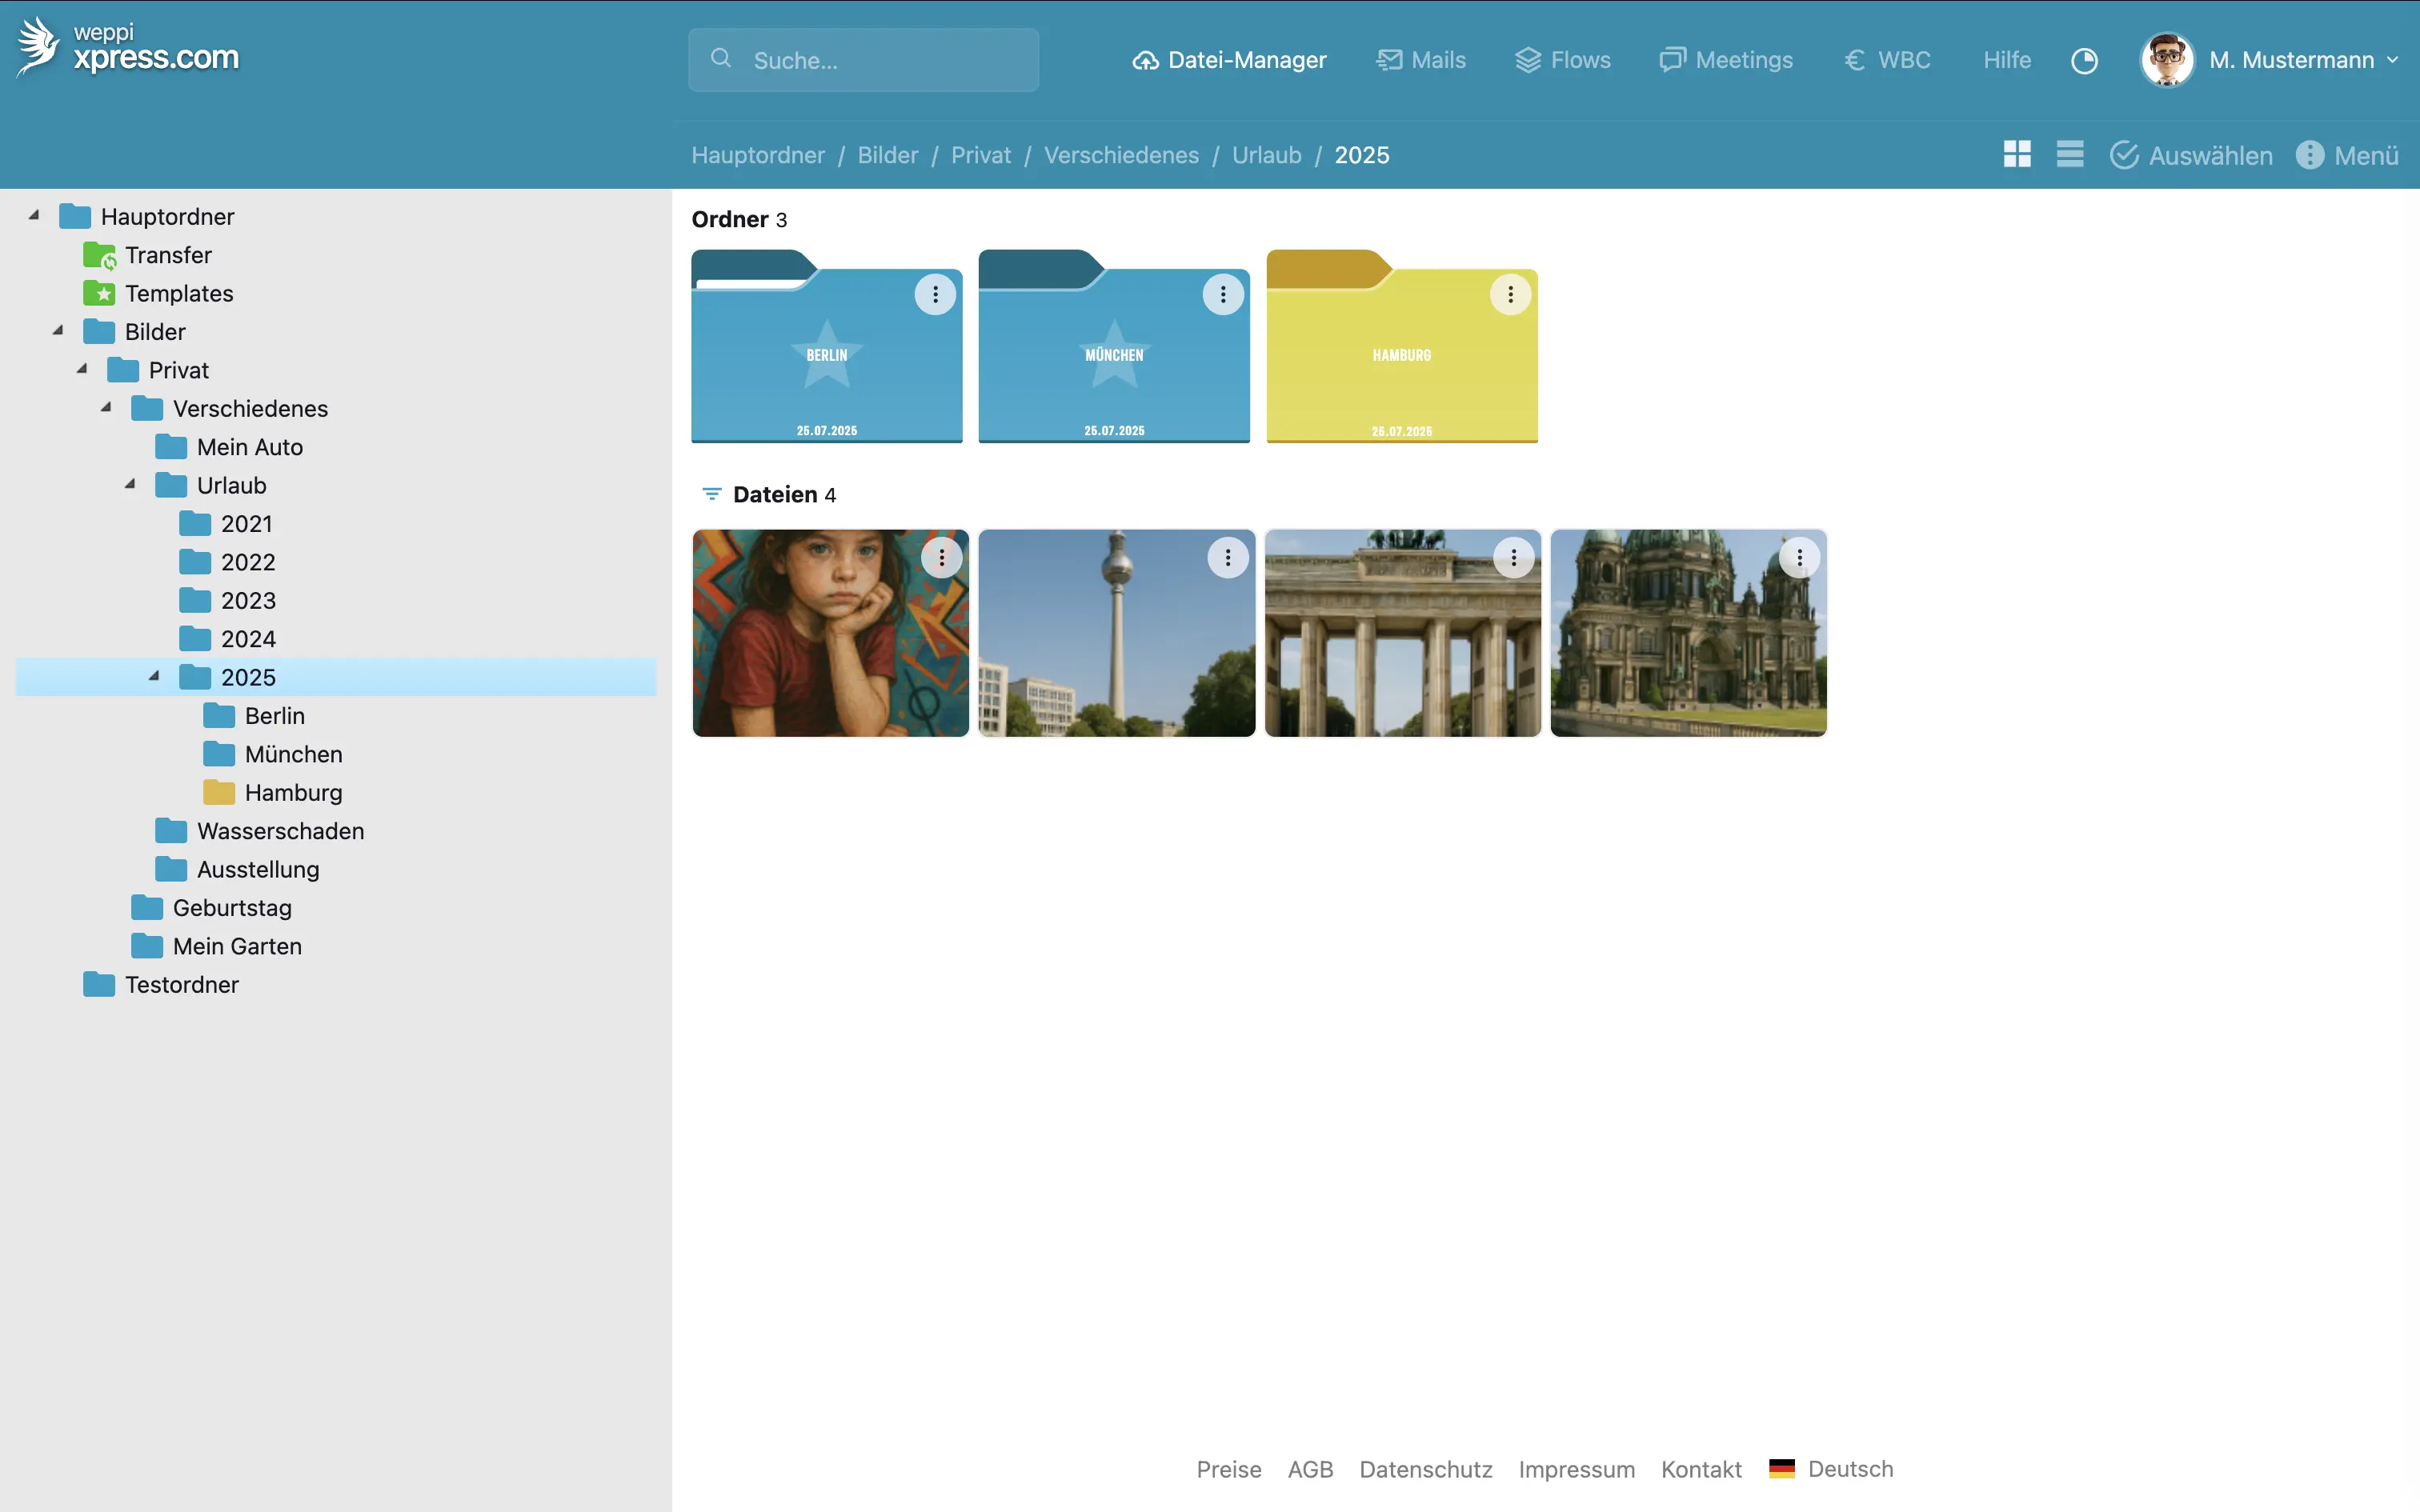 weppi
xpress.com
Suche...
Datei-Manager
Mails
Flows
Meetings
€ WBC
Hilfe
M. Mustermann
Hauptordner / Bilder / Privat / Verschiedenes / Urlaub / 2025
Auswählen
Menü
Hauptordner
Transfer
Templates
Bilder
Privat
Verschiedenes
Mein Auto
Urlaub
2021
2022
2023
2024
2025
Berlin
München
Hamburg
Wasserschaden
Ausstellung
Geburtstag
Mein Garten
Testordner
Ordner 3
BERLIN
25.07.2025
MÜNCHEN
25.07.2025
HAMBURG
25.07.2025
Dateien 4
Preise
AGB
Datenschutz
Impressum
Kontakt
Deutsch